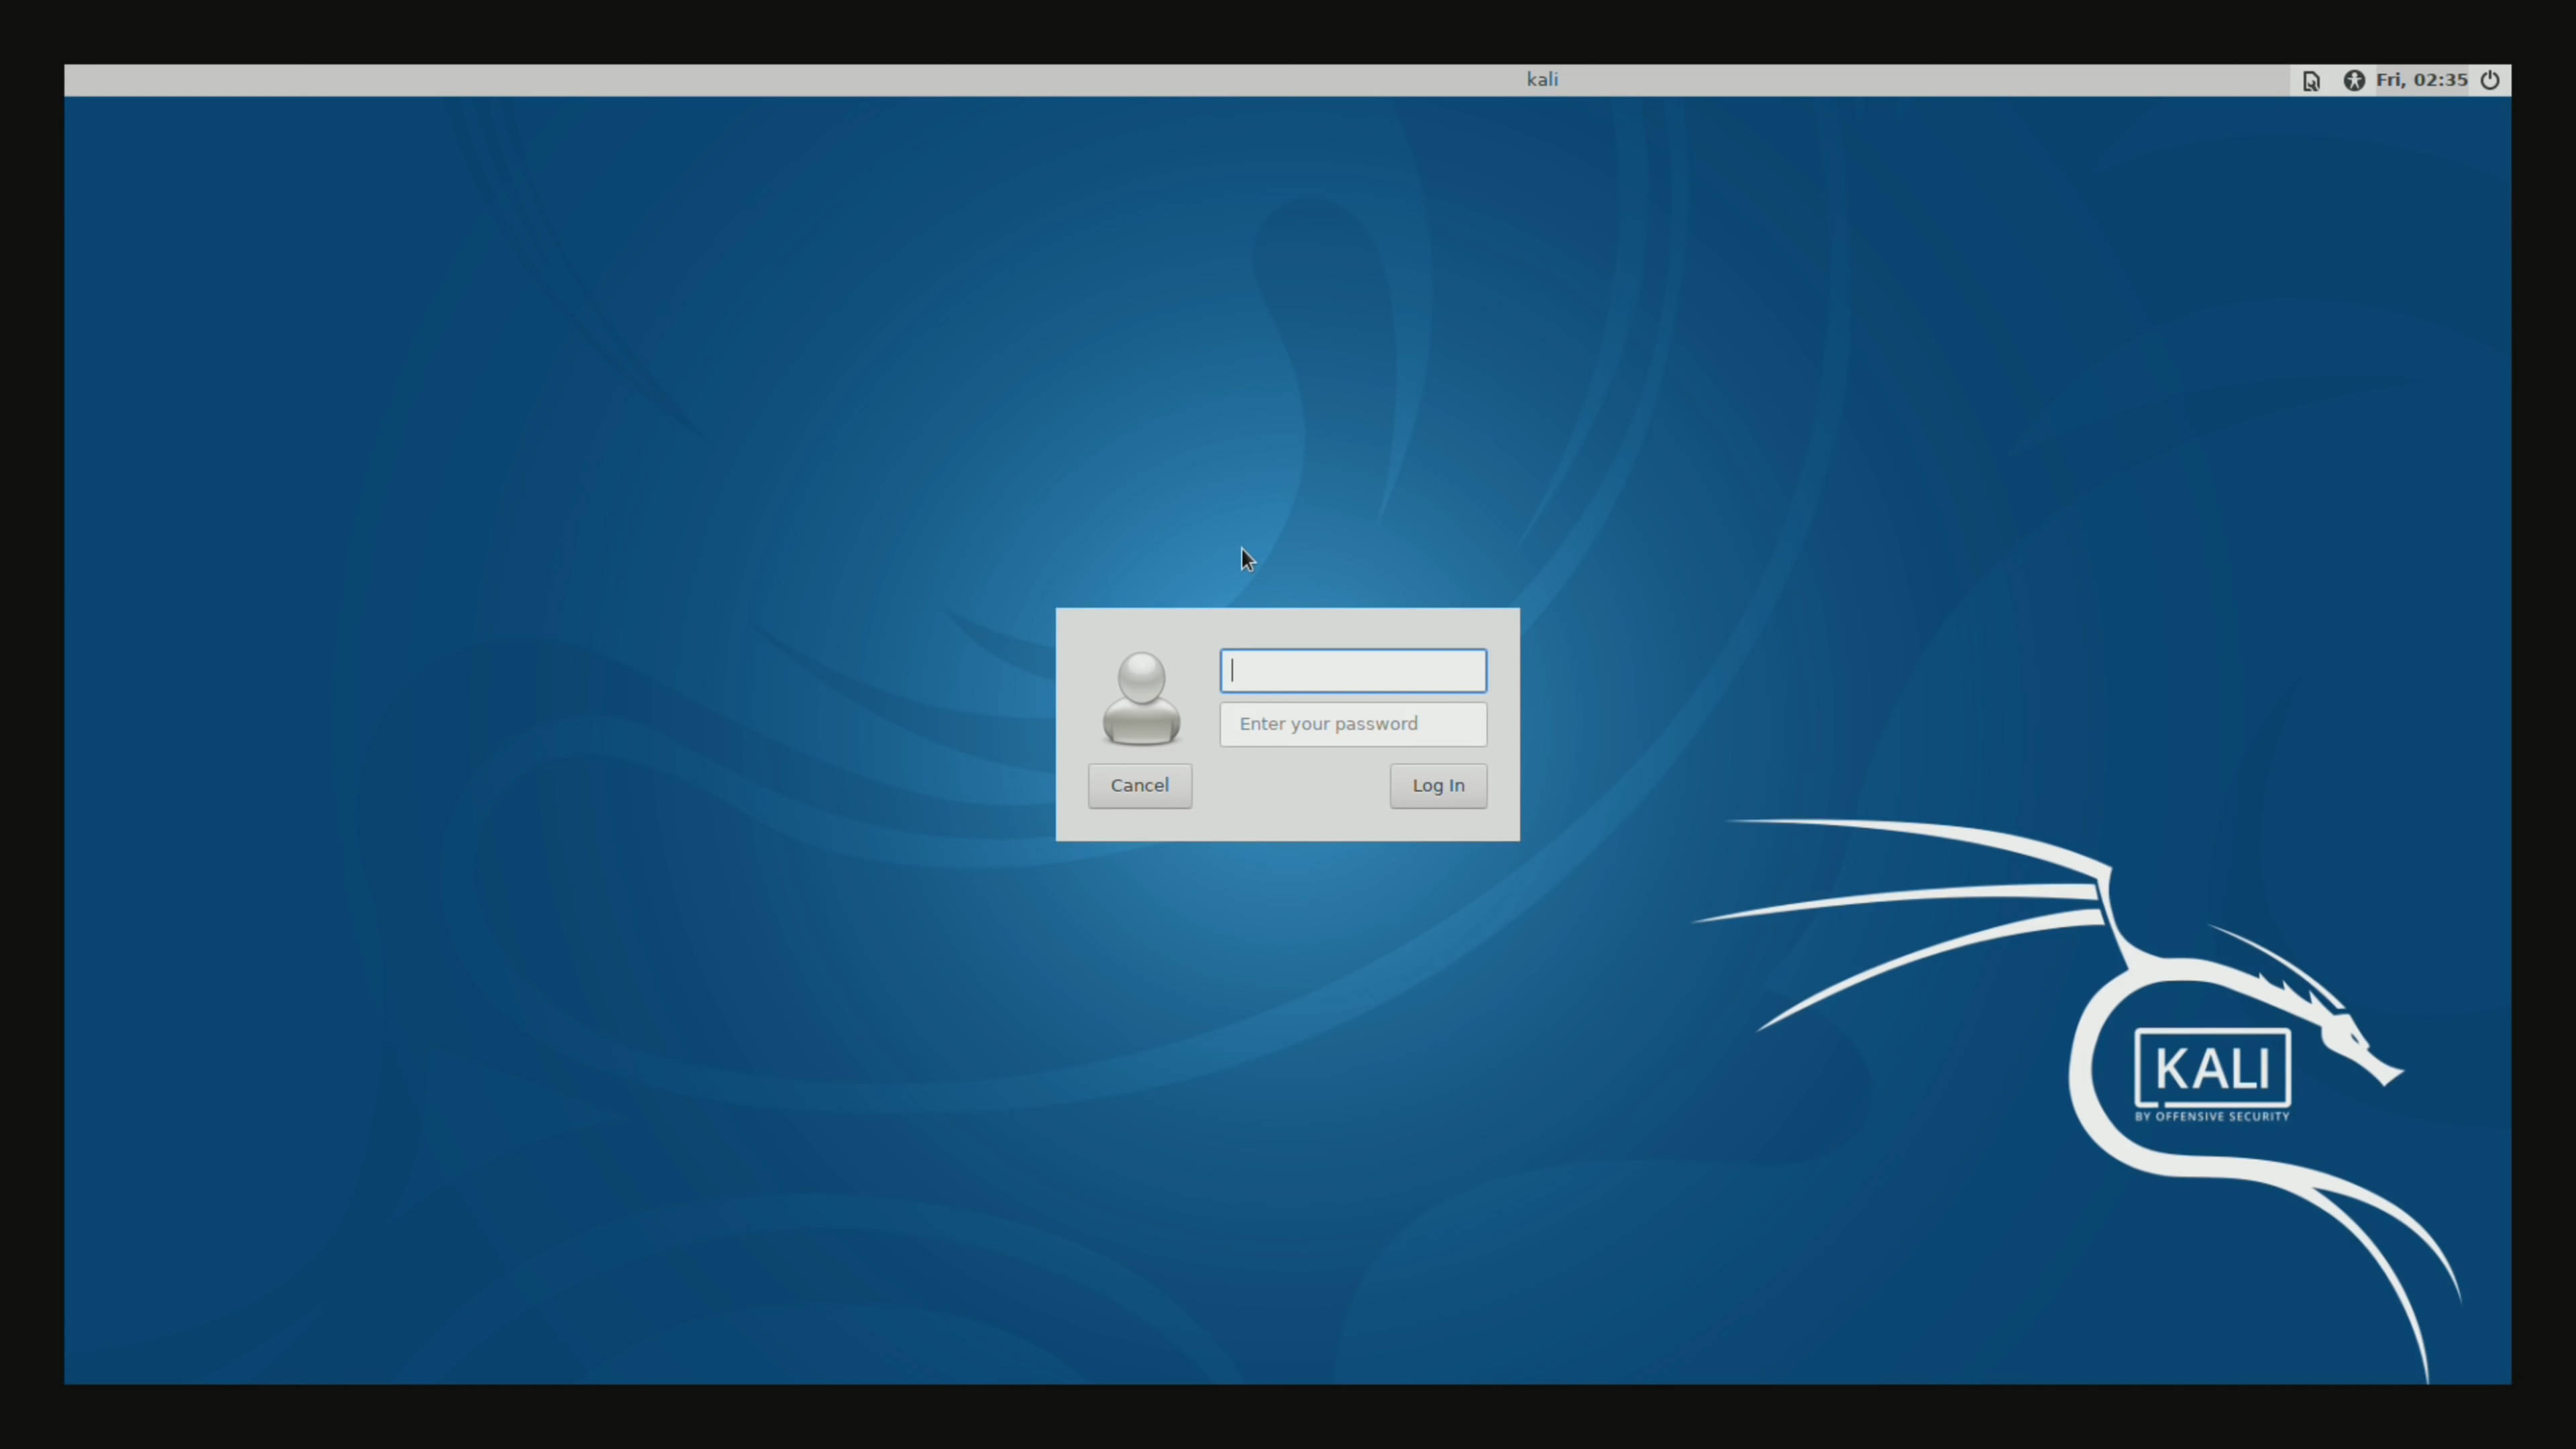 kali
Fri, 02:35
Enter your password
Cancel
Log In
KALI
BY OFFENSIVE SECURITY